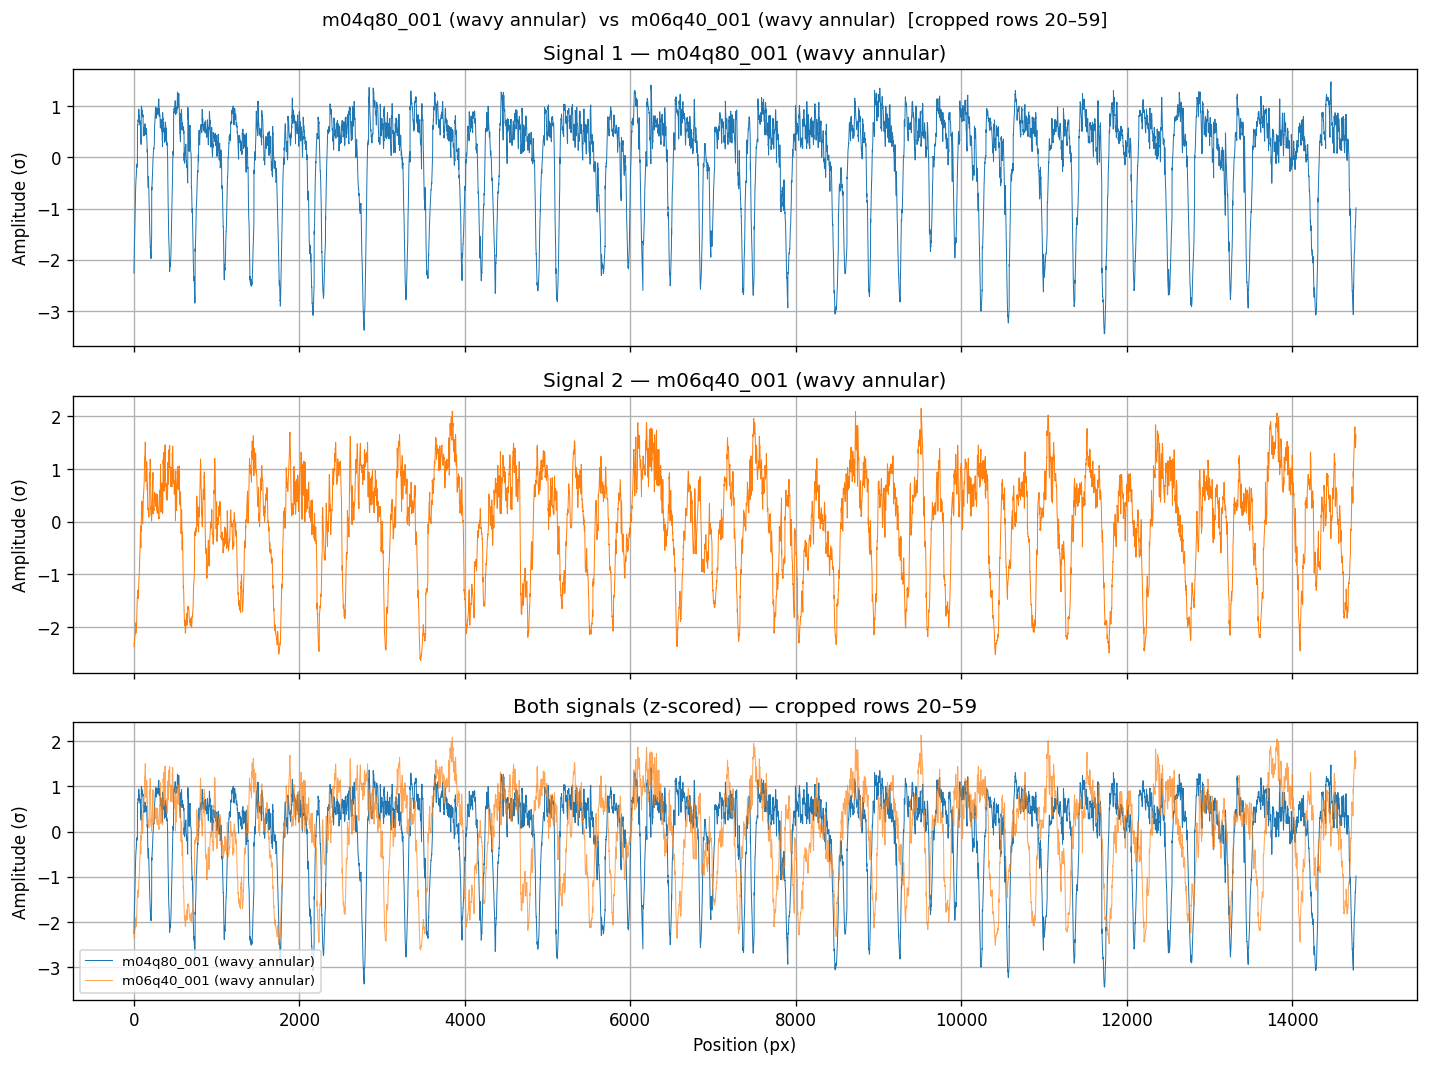 m04q80_001 (wavy annular)  vs  m06q40_001 (wavy annular)  [cropped rows 20–59]
Signal 1 — m04q80_001 (wavy annular)
Amplitude (σ)
1
0
−1
−2
−3
Signal 2 — m06q40_001 (wavy annular)
Amplitude (σ)
2
1
0
−1
−2
Both signals (z-scored) — cropped rows 20–59
Amplitude (σ)
2
1
0
−1
−2
−3
m04q80_001 (wavy annular)
m06q40_001 (wavy annular)
0 2000 4000 6000 8000 10000 12000 14000
Position (px)